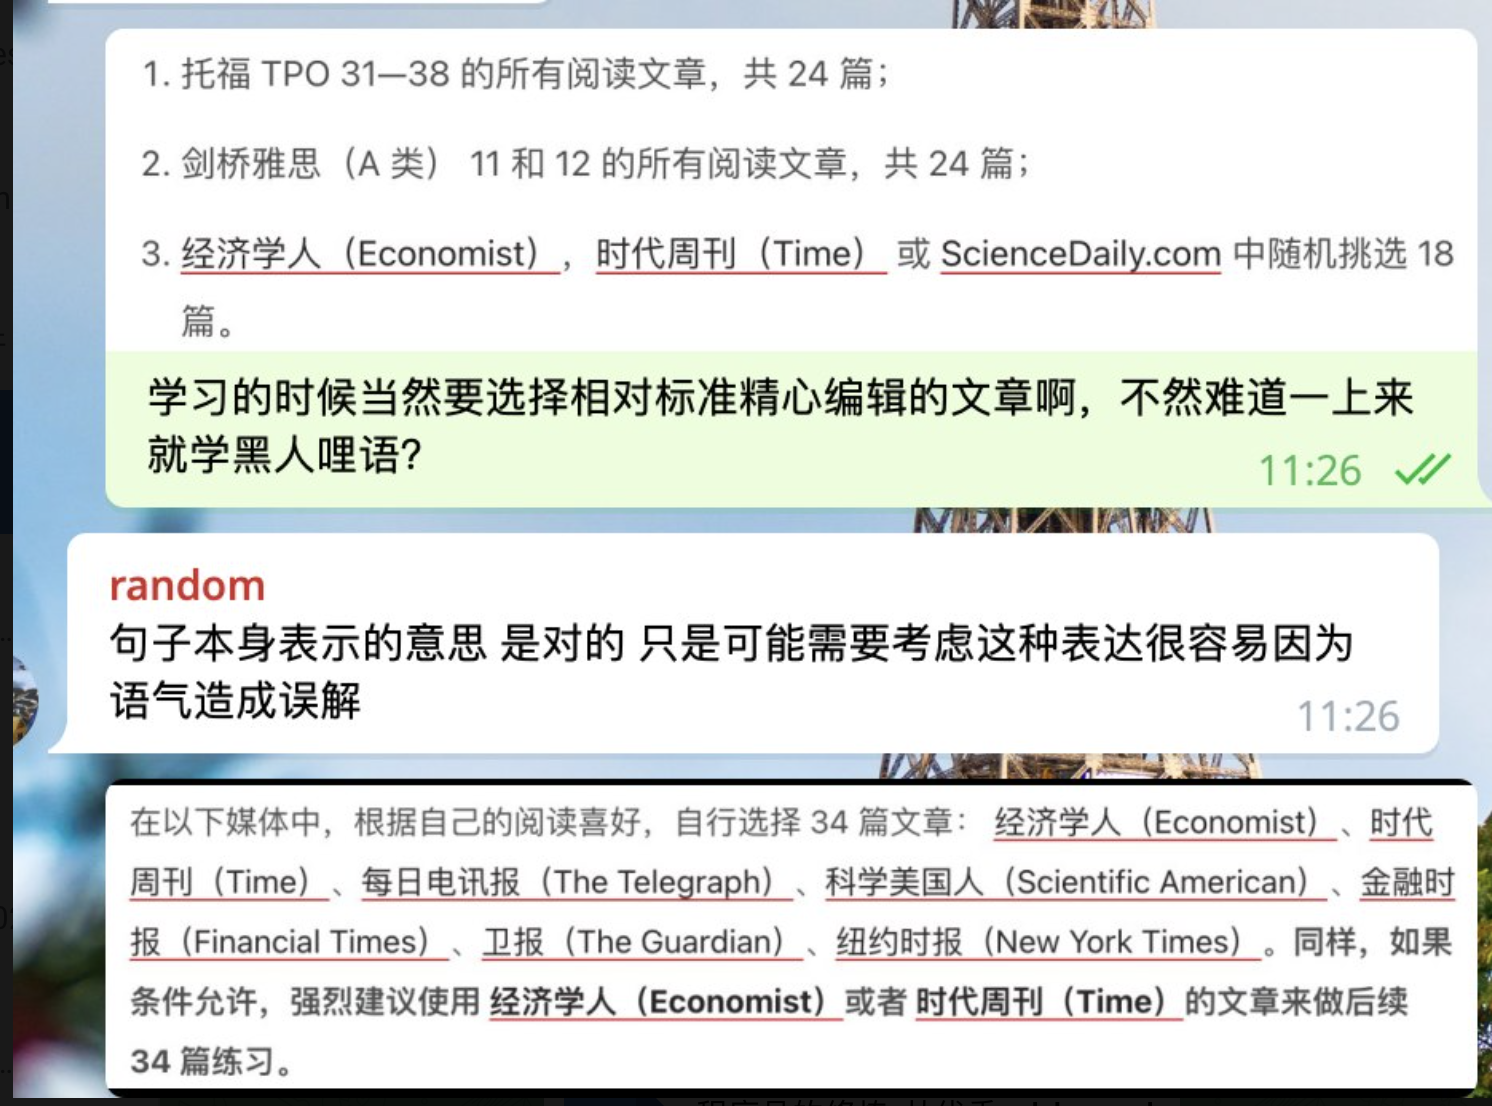 1. 托福 TPO 31—38 的所有阅读文章，共 24 篇；
2. 剑桥雅思（A 类） 11 和 12 的所有阅读文章，共 24 篇；
3. 经济学人（Economist），时代周刊（Time） 或 ScienceDaily.com 中随机挑选 18
篇。
学习的时候当然要选择相对标准精心编辑的文章啊，不然难道一上来
就学黑人哩语?
11:26
random
句子本身表示的意思 是对的 只是可能需要考虑这种表达很容易因为
语气造成误解
11:26
在以下媒体中，根据自己的阅读喜好，自行选择 34 篇文章： 经济学人（Economist）、时代
周刊（Time）、每日电讯报（The Telegraph）、科学美国人（Scientific American）、金融时
报（Financial Times）、卫报（The Guardian）、纽约时报（New York Times）。同样，如果
条件允许，强烈建议使用 经济学人（Economist）或者 时代周刊（Time）的文章来做后续
34 篇练习。